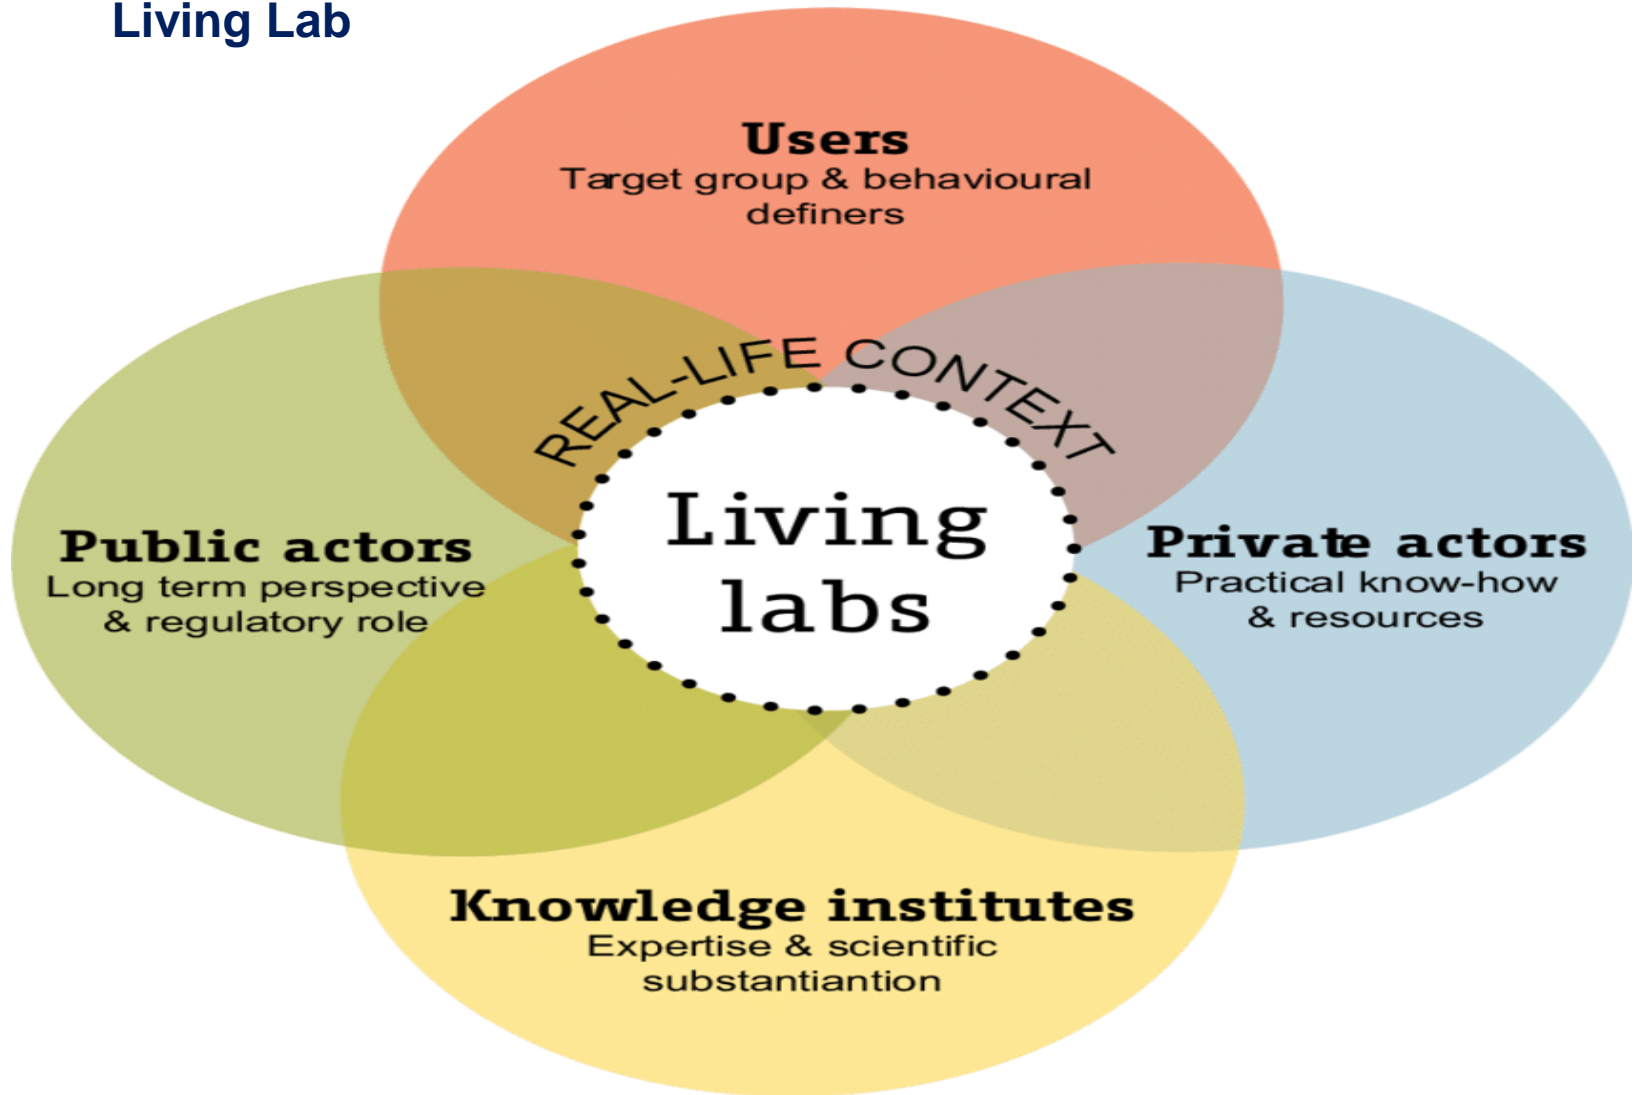 Living Lab
Users
Target group & behavioural
definers
REAL-LIFE CONTEXT
Living
labs
Public actors
Long term perspective
& regulatory role
Private actors
Practical know-how
& resources
Knowledge institutes
Expertise & scientific
substantiantion